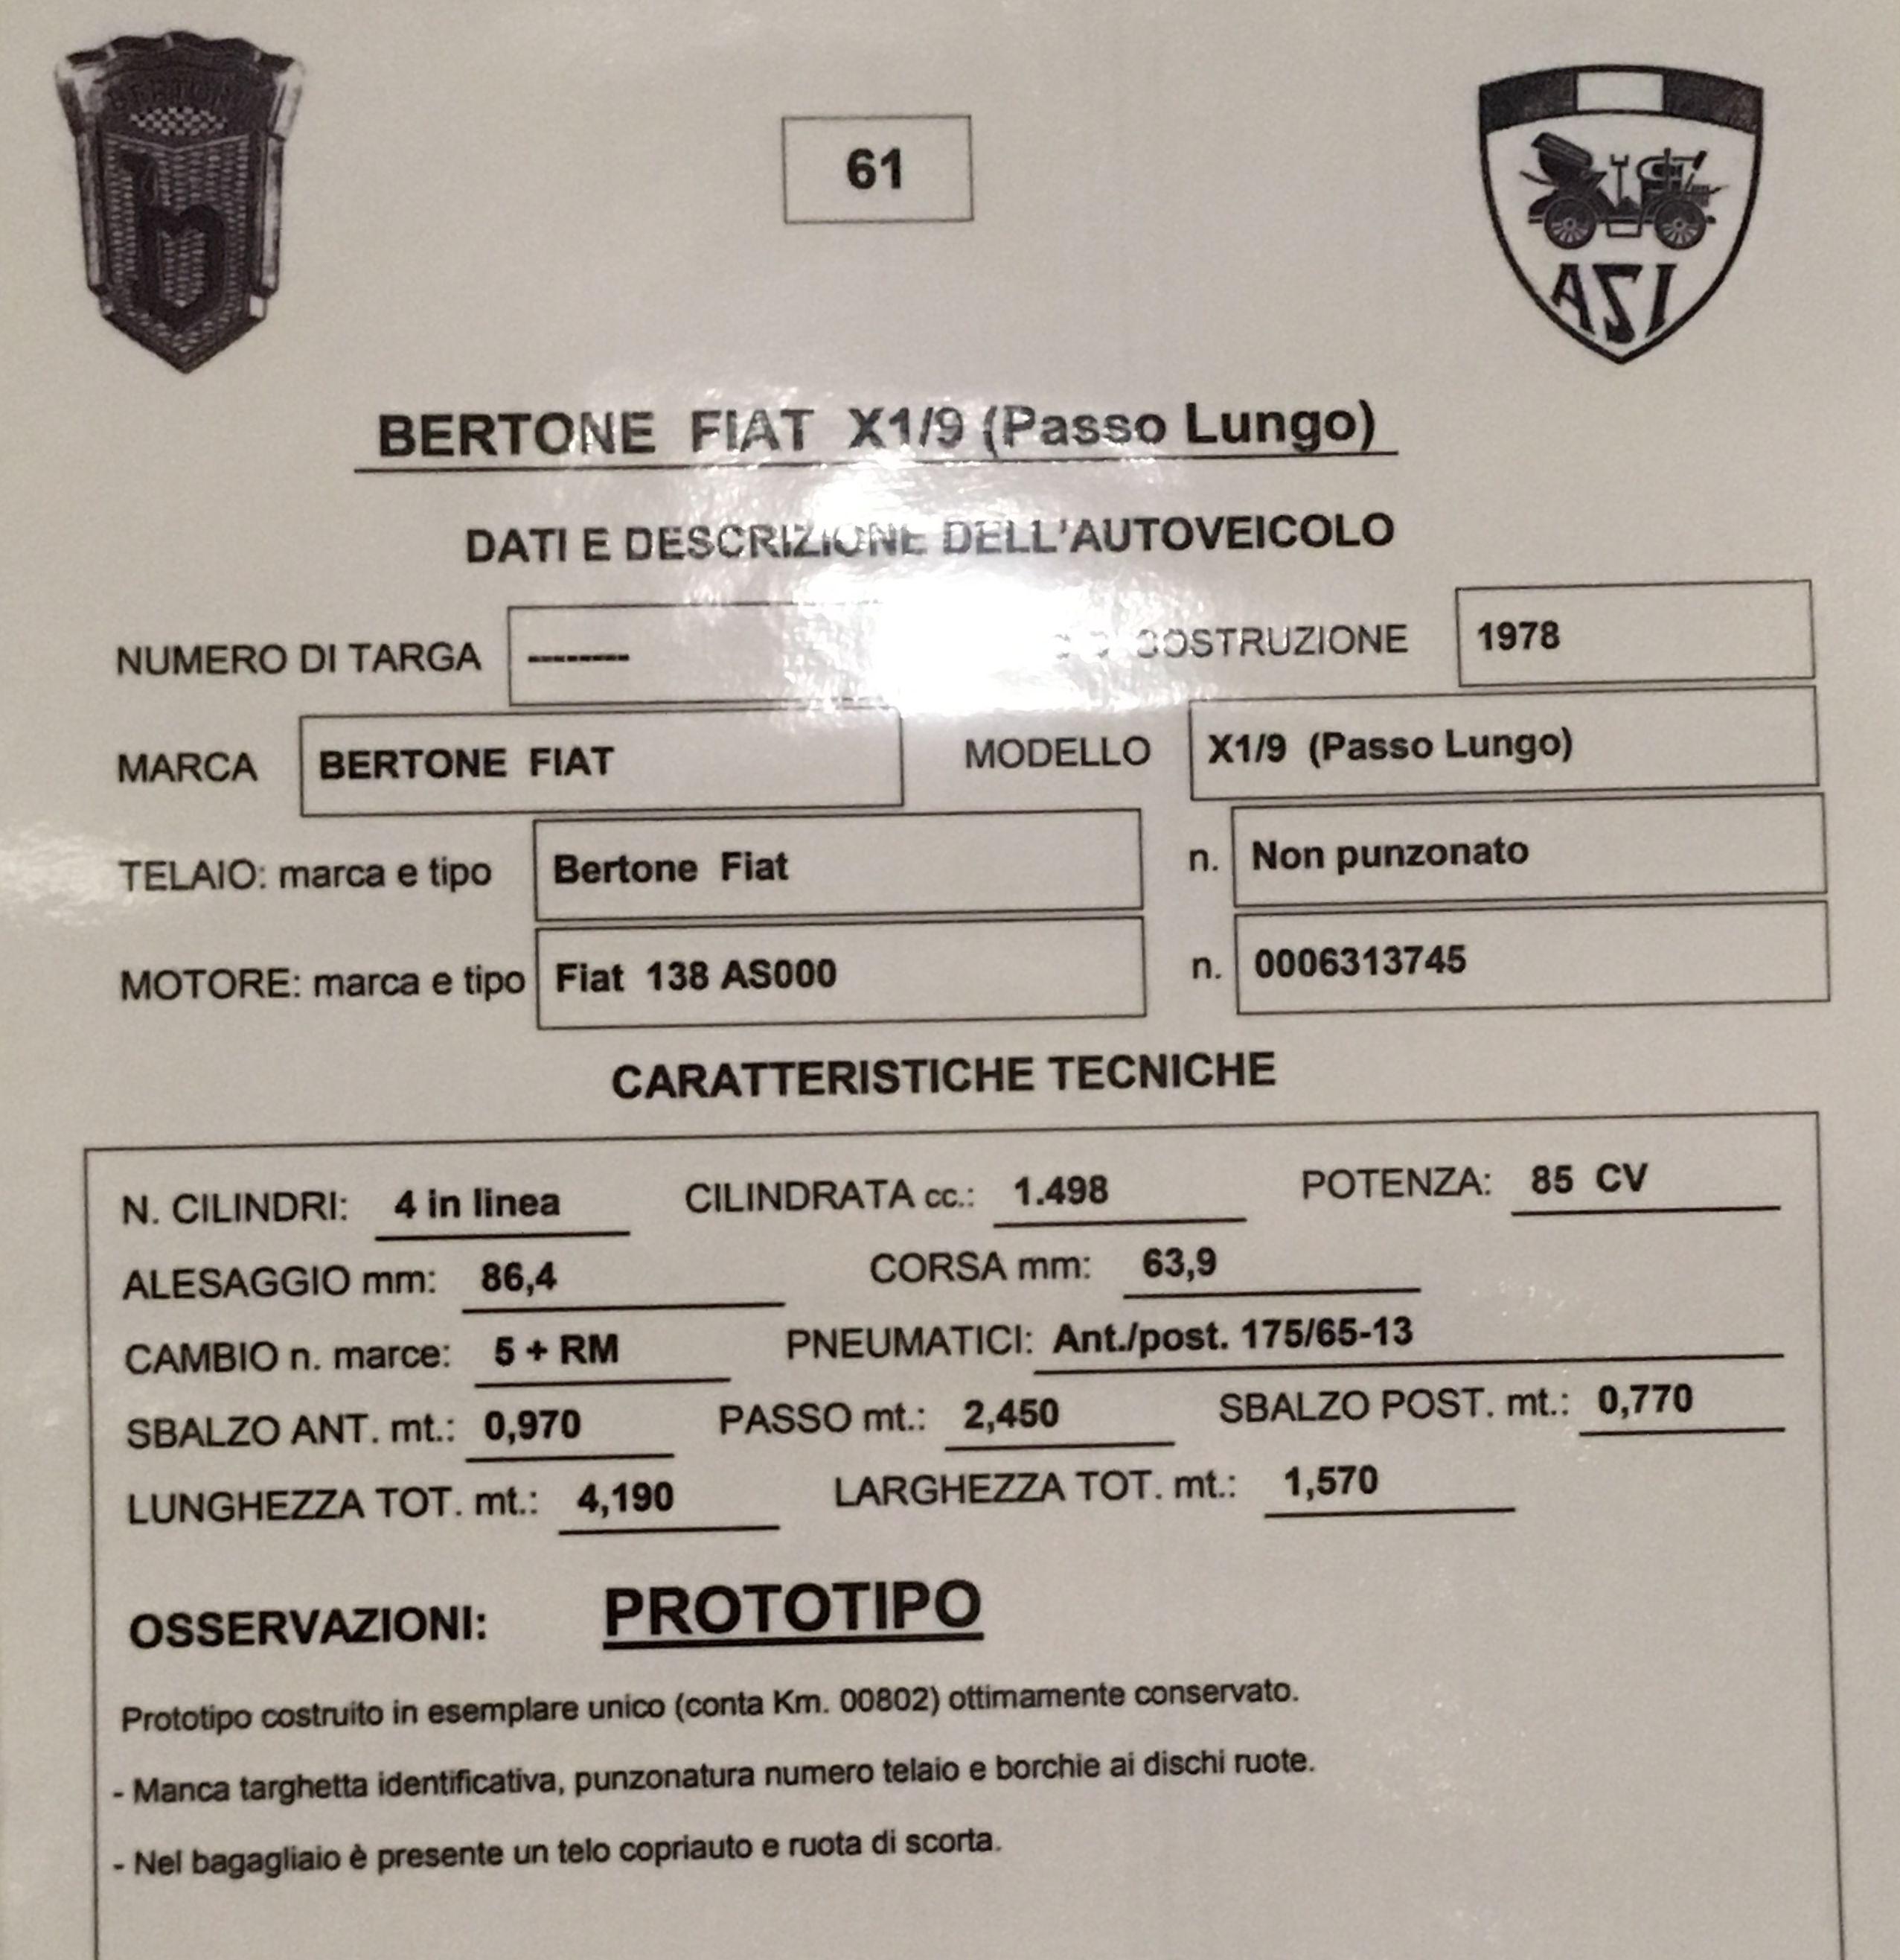 BERTONE
b
61
ASI
BERTONE FIAT X1/9 (Passo Lungo)
DATI E DESCRIZIONE DELL'AUTOVEICOLO
NUMERO DI TARGA -------- COSTRUZIONE 1978
MARCA BERTONE FIAT MODELLO X1/9 (Passo Lungo)
TELAIO: marca e tipo Bertone Fiat n. Non punzonato
MOTORE: marca e tipo Fiat 138 AS000 n. 0006313745
CARATTERISTICHE TECNICHE
N. CILINDRI: 4 in linea CILINDRATA cc.: 1.498 POTENZA: 85 CV
ALESAGGIO mm: 86,4 CORSA mm: 63,9
CAMBIO n. marce: 5 + RM PNEUMATICI: Ant./post. 175/65-13
SBALZO ANT. mt.: 0,970 PASSO mt.: 2,450 SBALZO POST. mt.: 0,770
LUNGHEZZA TOT. mt.: 4,190 LARGHEZZA TOT. mt.: 1,570
OSSERVAZIONI: PROTOTIPO
Prototipo costruito in esemplare unico (conta Km. 00802) ottimamente conservato.
- Manca targhetta identificativa, punzonatura numero telaio e borchie ai dischi ruote.
- Nel bagagliaio è presente un telo copriauto e ruota di scorta.